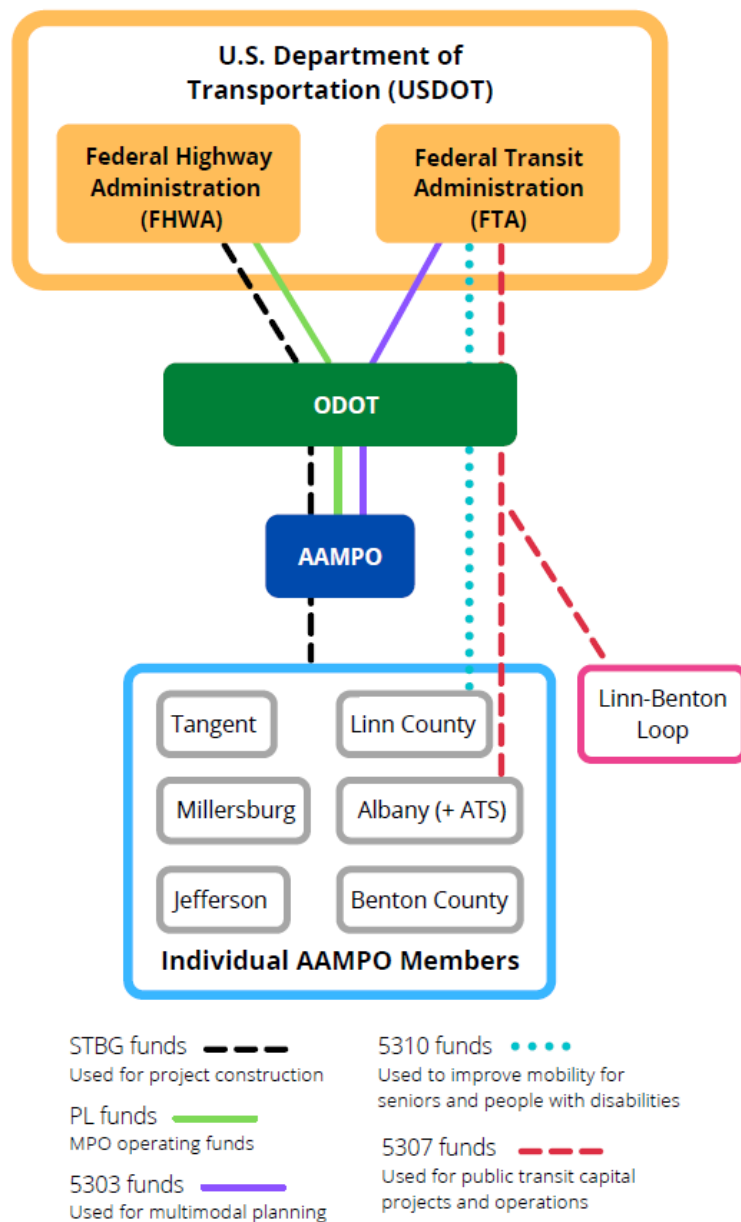 U.S. Department of
Transportation (USDOT)
Federal Highway
Administration
(FHWA)
Federal Transit
Administration
(FTA)
ODOT
AAMPO
Linn-Benton
Loop
Tangent
Linn County
Millersburg
Albany (+ ATS)
Jefferson
Benton County
Individual AAMPO Members
STBG funds
Used for project construction
PL funds
MPO operating funds
5303 funds
Used for multimodal planning
5310 funds
Used to improve mobility for
seniors and people with disabilities
5307 funds
Used for public transit capital
projects and operations